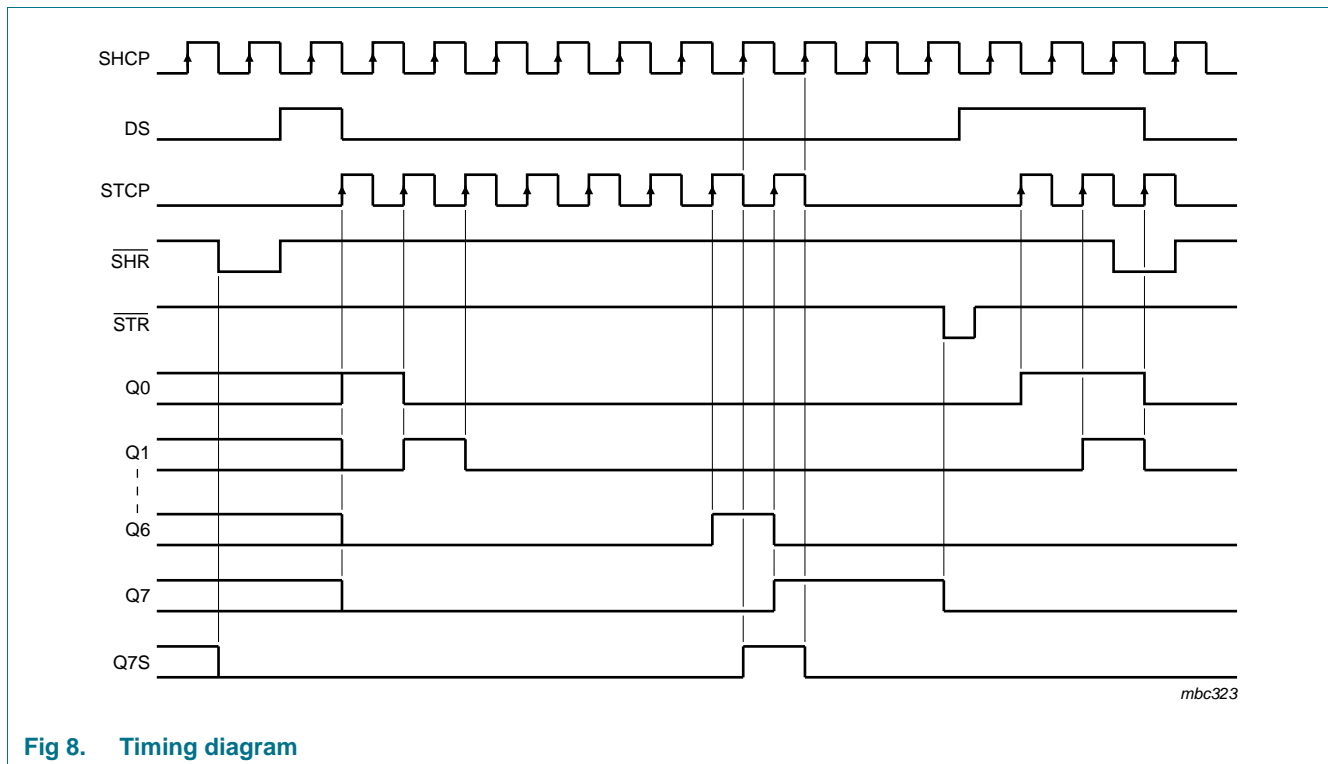 SHCP
DS
STCP
SHR
STR
Q0
Q1
Q6
Q7
Q7S
mbc323
Fig 8. Timing diagram